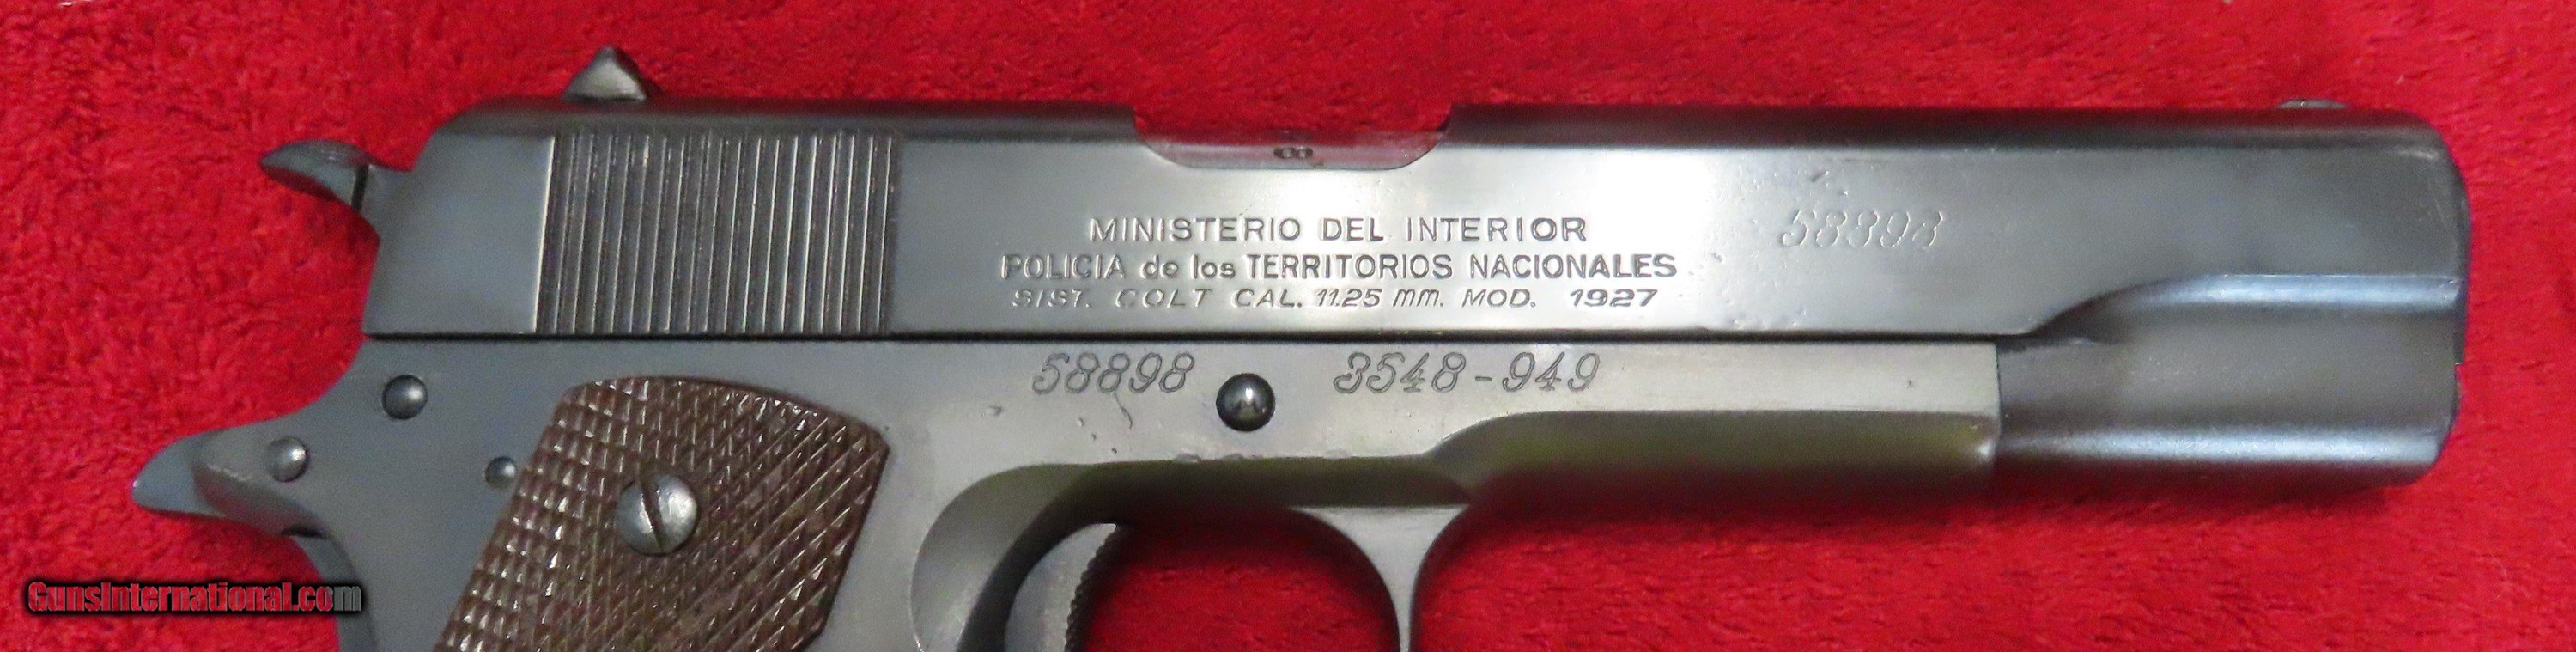 8
MINISTERIO DEL INTERIOR
POLICIA de los TERRITORIOS NACIONALES
SIST. COLT CAL. 11.25 mm. MOD. 1927
58898
58898
3548-949
GunsInternational.com